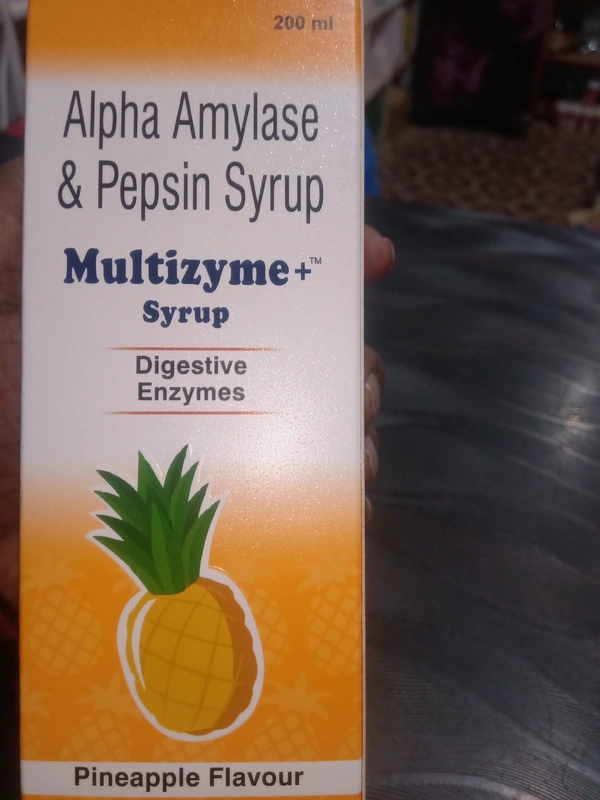 200 ml
Alpha Amylase
& Pepsin Syrup
Multizyme+™
Syrup
Digestive
Enzymes
Pineapple Flavour